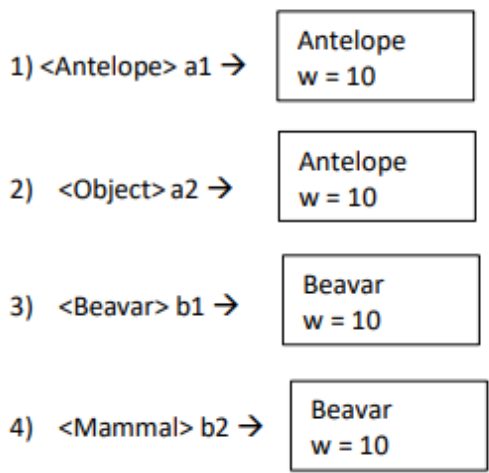 Antelope
1) <Antelope> a1 →
w = 10
Antelope
2) <Object> a2 →
w = 10
Beavar
3) <Beavar> b1 →
w = 10
Beavar
4) <Mammal> b2 →
w = 10